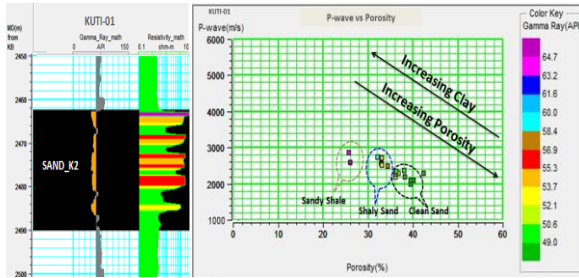 KUTI-01
MD(m)
from
KB
Gamma_Ray_math
0 API 150
Resistivity_math
0.1 ohm-m 10
2450
2460
SAND_K2
2470
2480
2490
2500
KUTI-01
P-wave vs Porosity
P-wave(m/s)
6000
5000
4000
3000
2000
1000
0 10 20 30 40 50 60
Porosity(%)
Increasing Clay
Increasing Porosity
Sandy Shale
Shaly Sand
Clean Sand
Color Key
Gamma Ray(API)
64.7
63.2
61.6
60.0
58.4
56.9
55.3
53.7
52.1
50.6
49.0